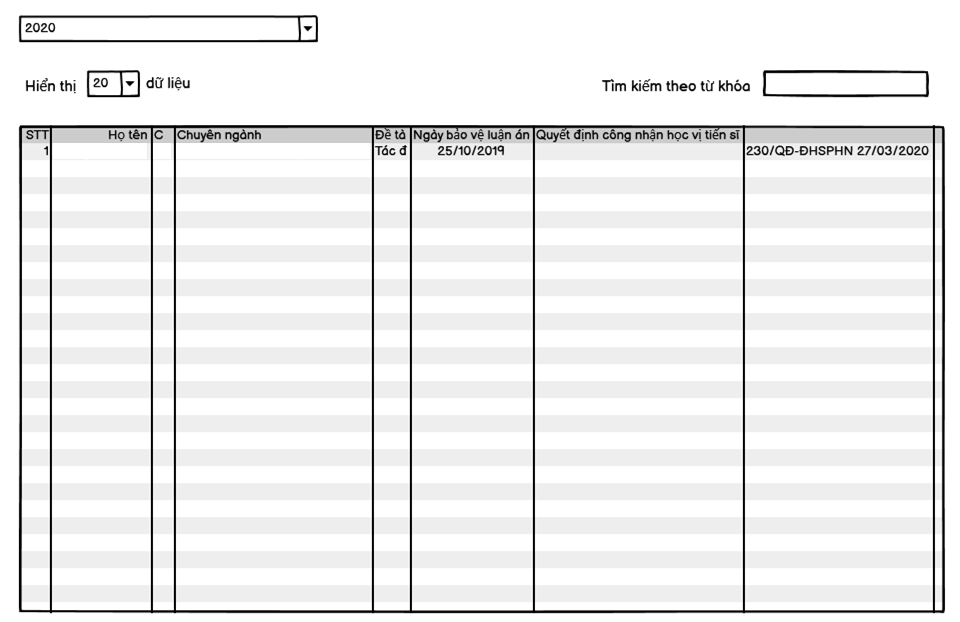 2020
Hiển thị 20 dữ liệu Tìm kiếm theo từ khóa
STT Họ tên C Chuyên ngành Đề tà Ngày bảo vệ luận án Quyết định công nhận học vị tiến sĩ
1 Tác đ 25/10/2019 230/QĐ-ĐHSPHN 27/03/2020